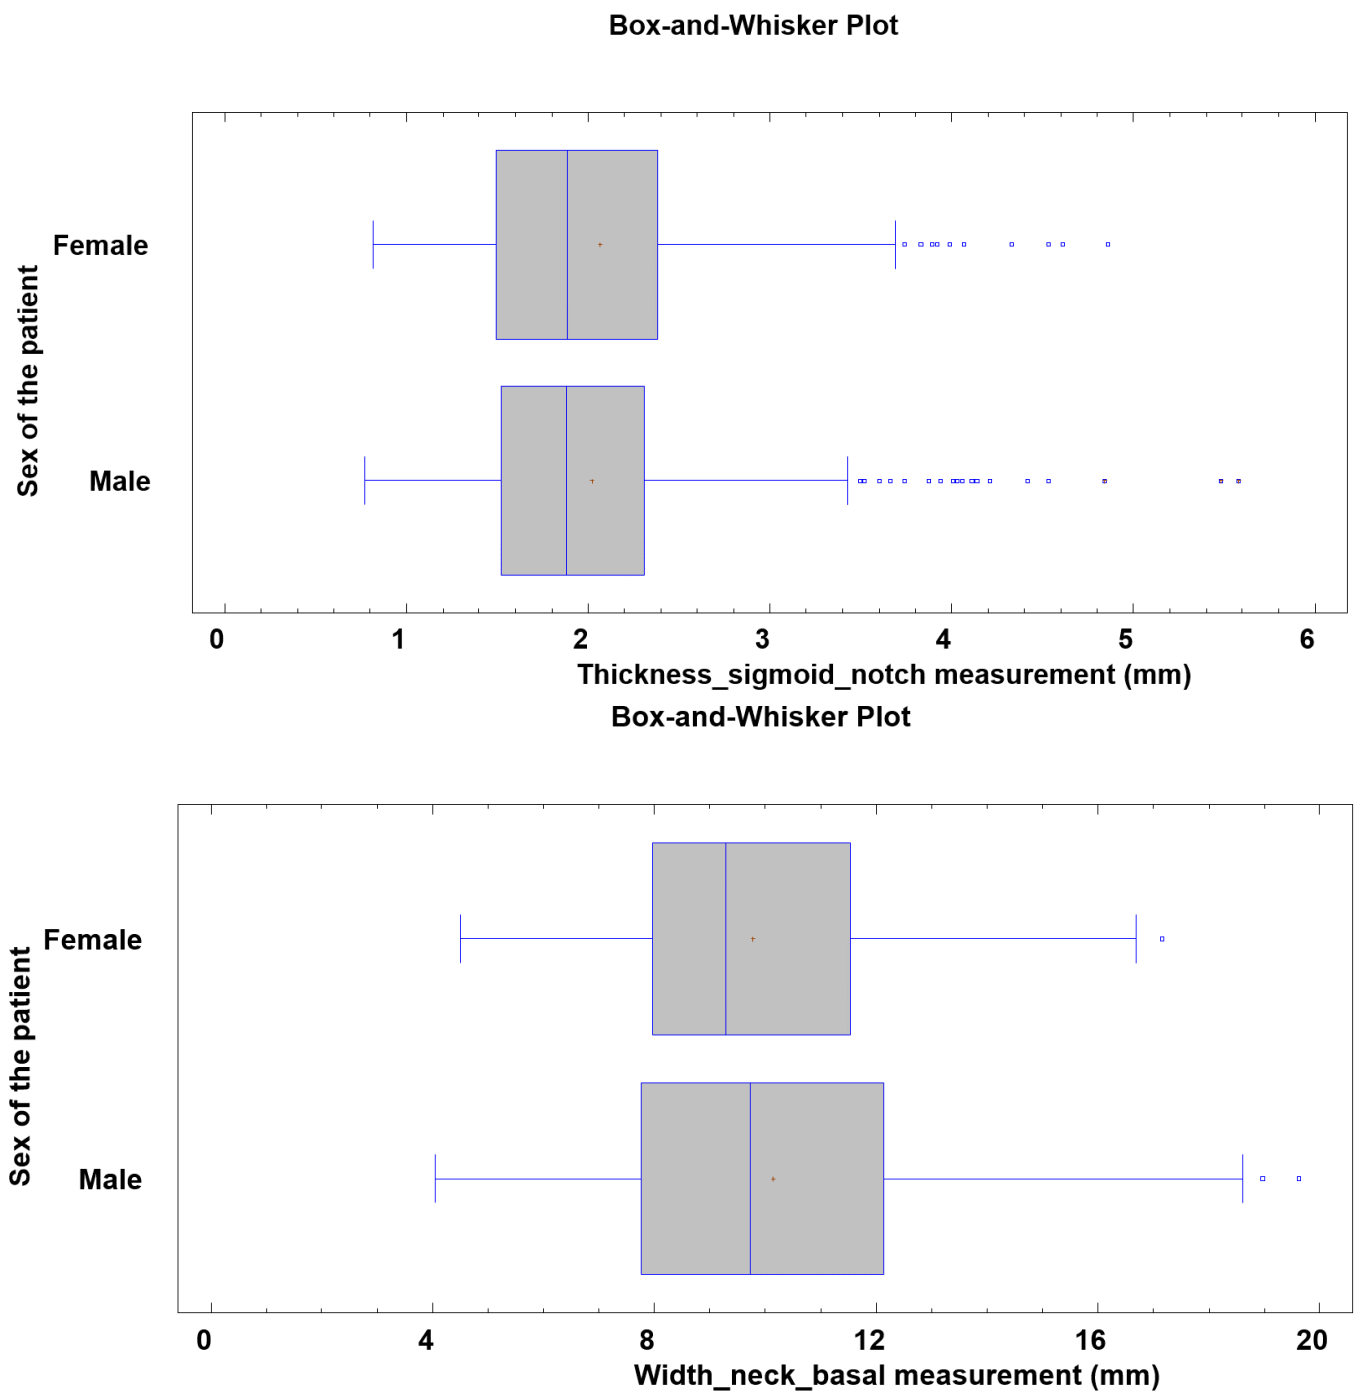 Box-and-Whisker Plot
Sex of the patient
Female
Male
0 1 2 3 4 5 6
Thickness_sigmoid_notch measurement (mm)
Box-and-Whisker Plot
Sex of the patient
Female
Male
0 4 8 12 16 20
Width_neck_basal measurement (mm)